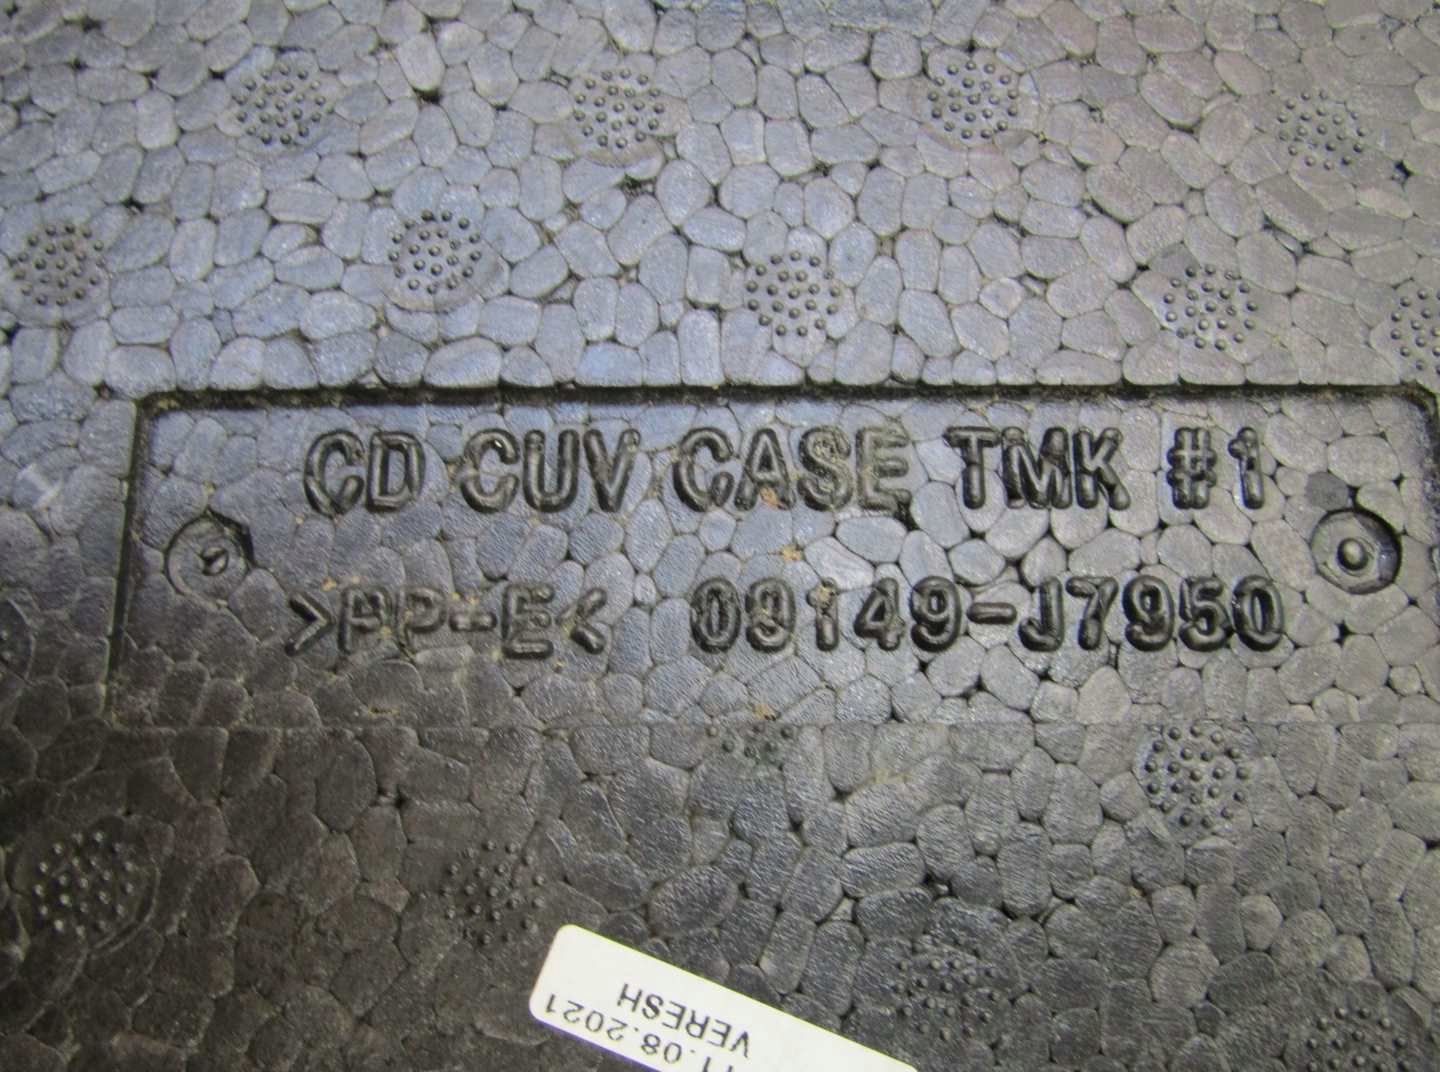 CD CUV CASE TMK #1
>PP-E< 09149-J7950
VERESH